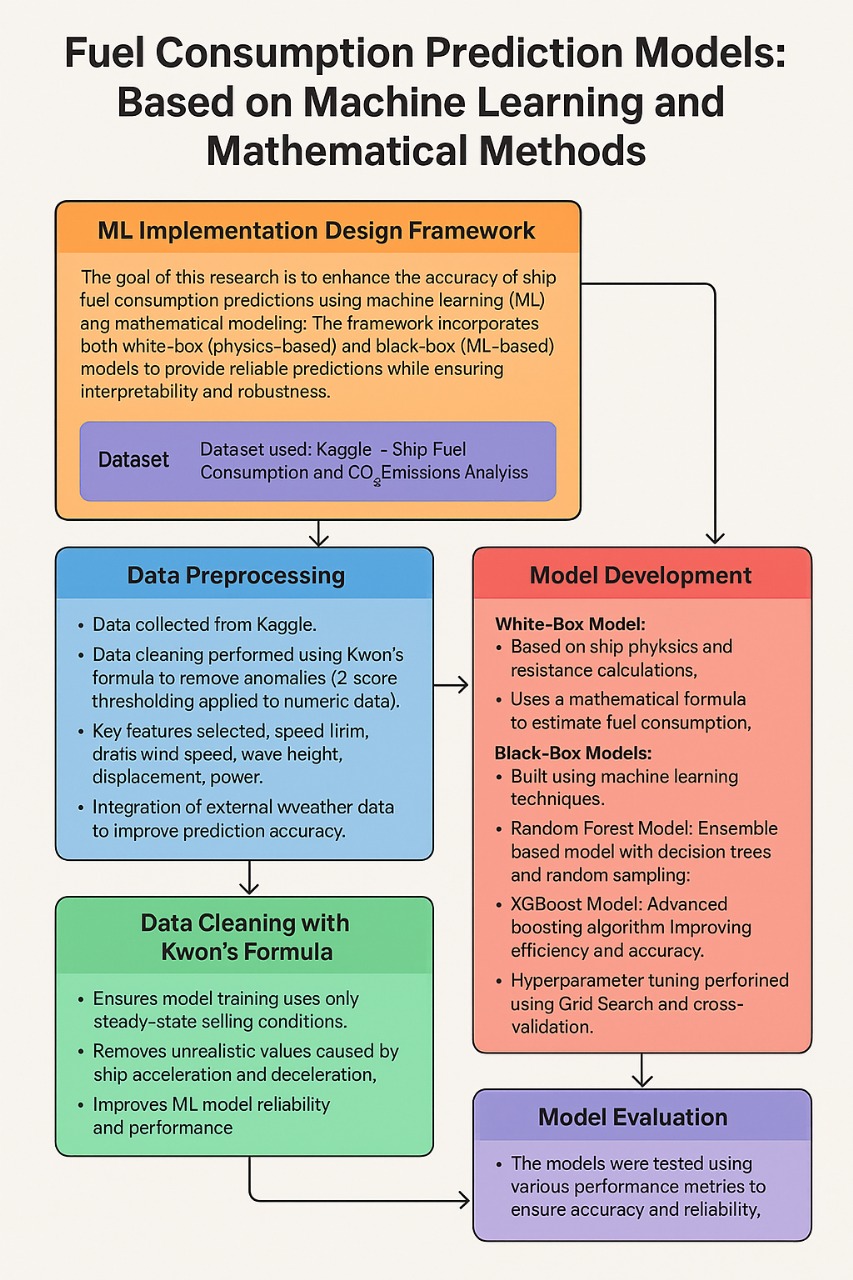 Fuel Consumption Prediction Models:
Based on Machine Learning and
Mathematical Methods
ML Implementation Design Framework
The goal of this research is to enhance the accuracy of ship
fuel consumption predictions using machine learning (ML)
ang mathematical modeling: The framework incorporates
both white-box (physics-based) and black-box (ML-based)
models to provide reliable predictions while ensuring
interpretability and robustness.
Dataset
Dataset used: Kaggle - Ship Fuel
Consumption and CO₂Emissions Analyiss
Data Preprocessing
• Data collected from Kaggle.
• Data cleaning performed using Kwon's
formula to remove anomalies (2 score
thresholding applied to numeric data).
• Key features selected, speed lirim,
dratis wind speed, wave height,
displacement, power.
• Integration of external wveather data
to improve prediction accuracy.
Data Cleaning with
Kwon's Formula
• Ensures model training uses only
steady-state selling conditions.
• Removes unrealistic values caused by
ship acceleration and deceleration,
• Improves ML model reliability
and performance
Model Development
White-Box Model:
• Based on ship phyksics and
resistance calculations,
• Uses a mathematical formula
to estimate fuel consumption,
Black-Box Models:
• Built using machine learning
techniques.
• Random Forest Model: Ensemble
based model with decision trees
and random sampling:
• XGBoost Model: Advanced
boosting algorithm Improving
efficiency and accuracy.
• Hyperparameter tuning perforined
using Grid Search and cross-
validation.
Model Evaluation
• The models were tested using
various performance metries to
ensure accuracy and reliability,